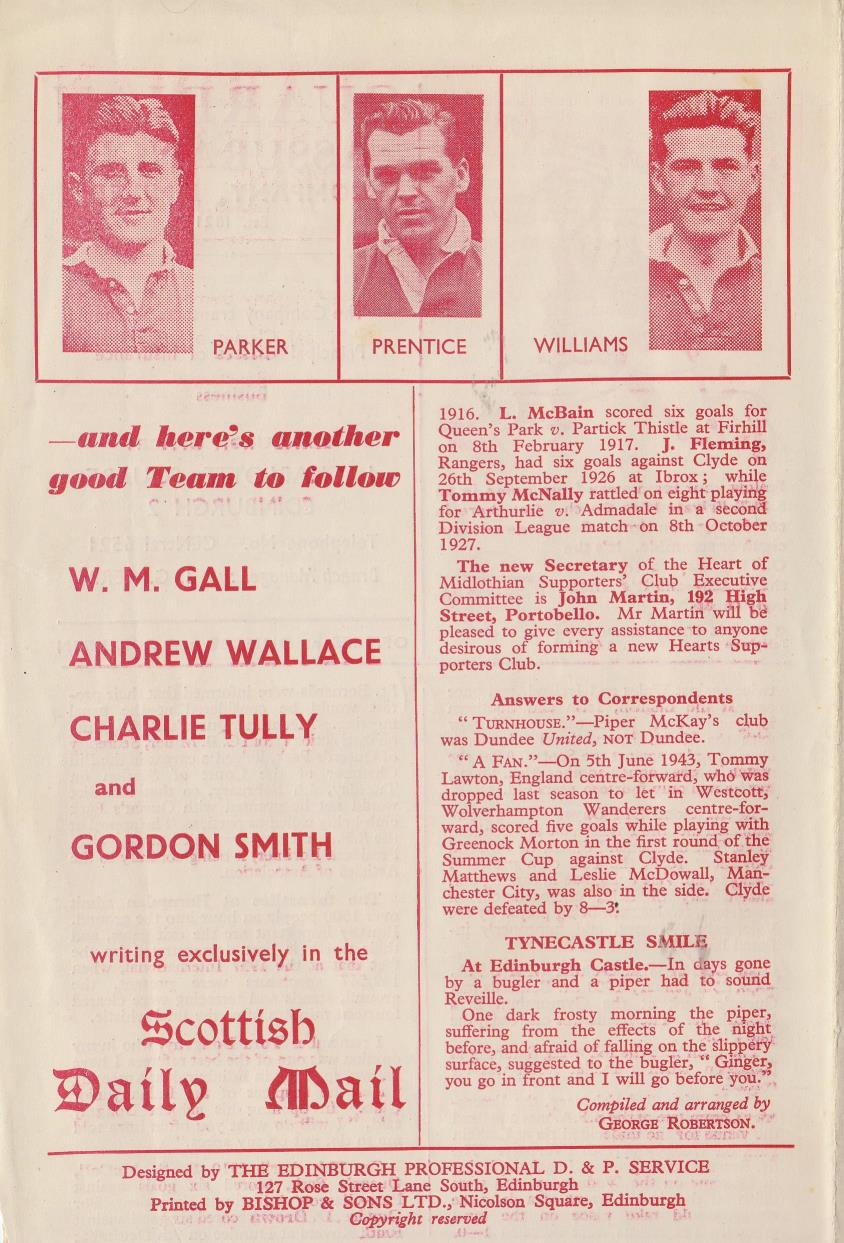 PARKER
PRENTICE
WILLIAMS
—and here's another
good Team to follow
W. M. GALL
ANDREW WALLACE
CHARLIE TULLY
and
GORDON SMITH
writing exclusively in the
Scottish
Daily Mail
1916. L. McBain scored six goals for
Queen's Park v. Partick Thistle at Firhill
on 8th February 1917. J. Fleming,
Rangers, had six goals against Clyde on
26th September 1926 at Ibrox; while
Tommy McNally rattled on eight playing
for Arthurlie v. Admadale in a second
Division League match on 8th October
1927.
The new Secretary of the Heart of
Midlothian Supporters' Club Executive
Committee is John Martin, 192 High
Street, Portobello. Mr Martin will be
pleased to give every assistance to anyone
desirous of forming a new Hearts Sup-
porters Club.
Answers to Correspondents
"TURNHOUSE."—Piper McKay's club
was Dundee United, NOT Dundee.
"A FAN."—On 5th June 1943, Tommy
Lawton, England centre-forward, who was
dropped last season to let in Westcott,
Wolverhampton Wanderers centre-for-
ward, scored five goals while playing with
Greenock Morton in the first round of the
Summer Cup against Clyde. Stanley
Matthews and Leslie McDowall, Man-
chester City, was also in the side. Clyde
were defeated by 8—3.
TYNECASTLE SMILE
At Edinburgh Castle.—In days gone
by a bugler and a piper had to sound
Reveille.
One dark frosty morning the piper,
suffering from the effects of the night
before, and afraid of falling on the slippery
surface, suggested to the bugler, "Ginger,
you go in front and I will go before you."
Compiled and arranged by
GEORGE ROBERTSON.
Designed by THE EDINBURGH PROFESSIONAL D. & P. SERVICE
127 Rose Street Lane South, Edinburgh
Printed by BISHOP & SONS LTD., Nicolson Square, Edinburgh
Copyright reserved